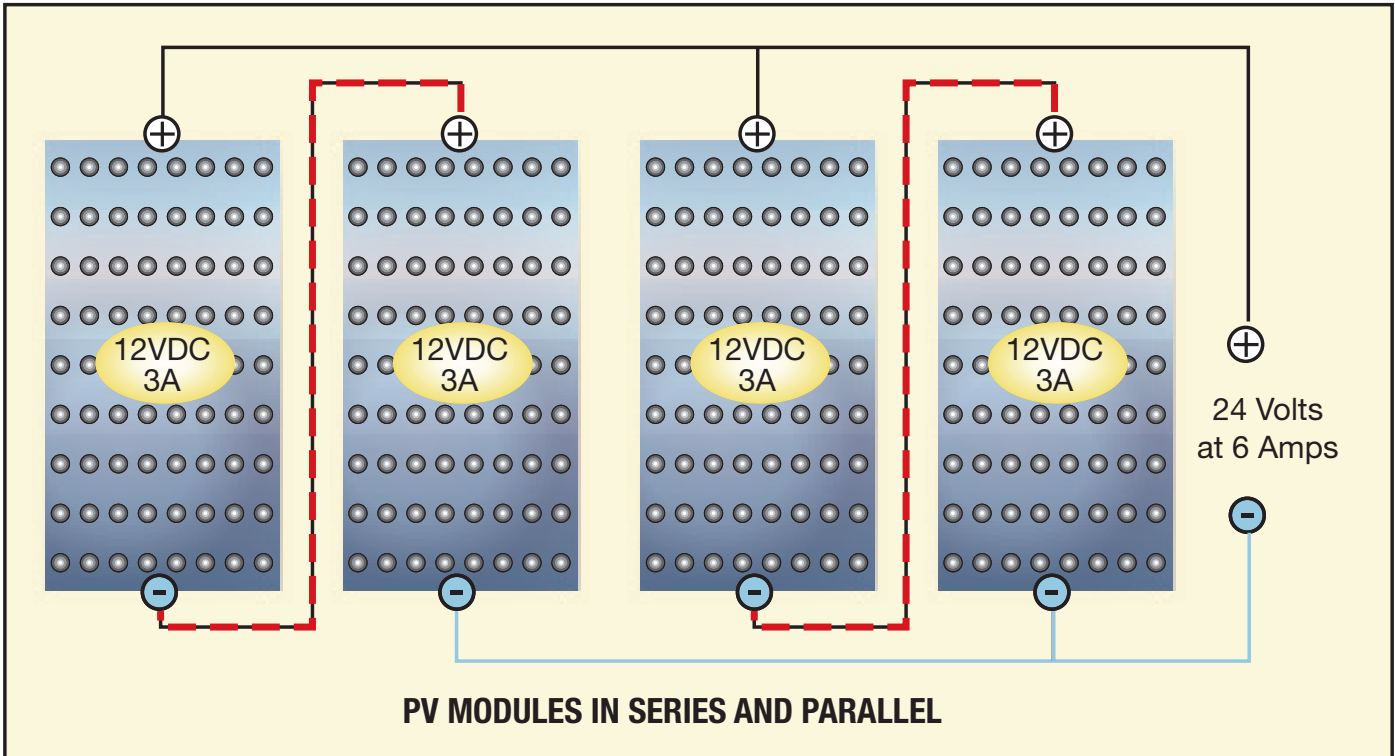 +
+
+
+
12VDC
3A
12VDC
3A
12VDC
3A
12VDC
3A
+
24 Volts
at 6 Amps
-
-
-
-
-
PV MODULES IN SERIES AND PARALLEL